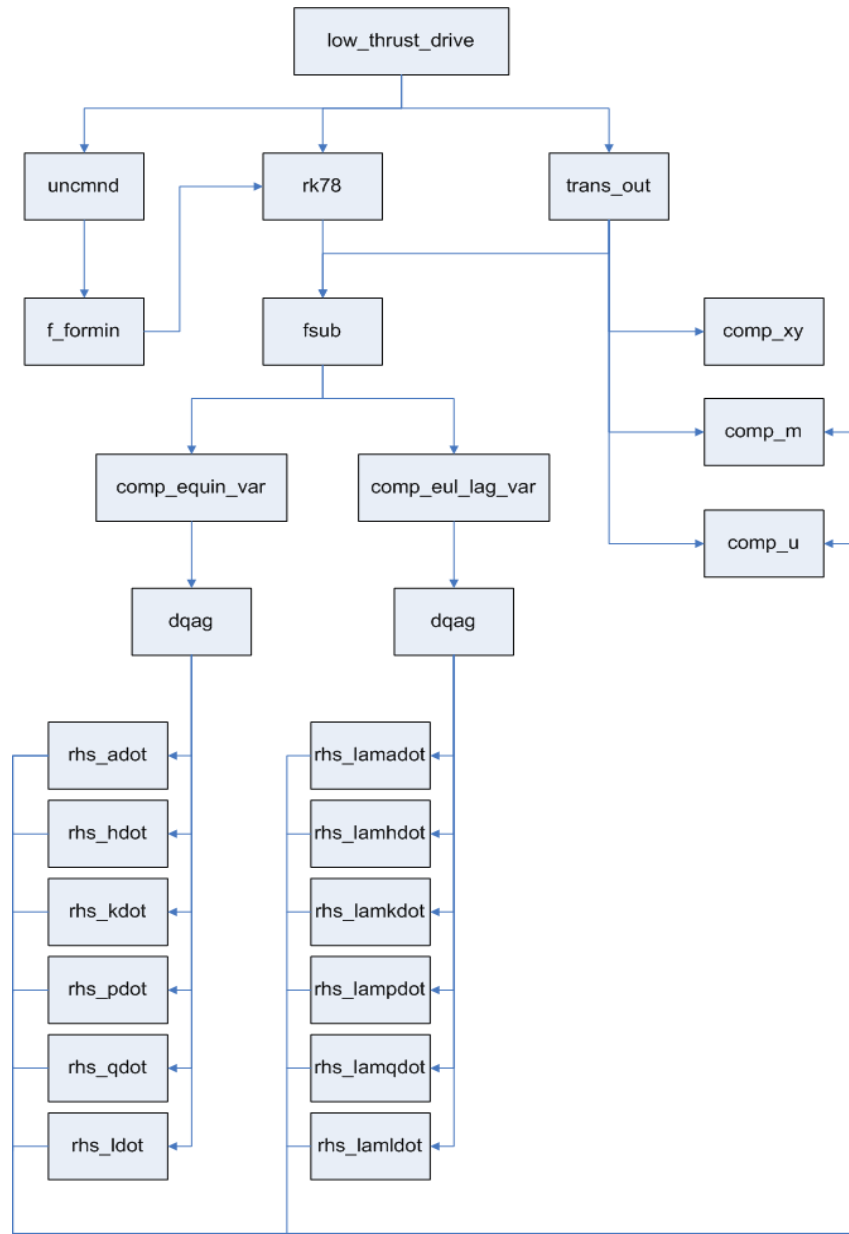 low_thrust_drive
uncmnd
rk78
trans_out
f_formin
fsub
comp_xy
comp_m
comp_equin_var
comp_eul_lag_var
comp_u
dqag
dqag
rhs_adot
rhs_lamadot
rhs_hdot
rhs_lamhdot
rhs_kdot
rhs_lamkdot
rhs_pdot
rhs_lampdot
rhs_qdot
rhs_lamqdot
rhs_ldot
rhs_lamldot